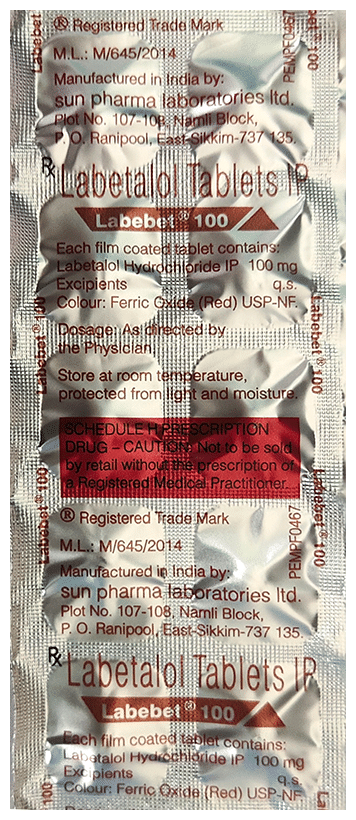 Labebet
® Registered Trade Mark
M.L.: M/645/2014
Manufactured in India by:
sun pharma laboratories ltd.
Plot No. 107-108, Namli Block,
P. O. Ranipool, East-Sikkim-737 135.
PEMPF0467
bet® 100
Rx Labetalol Tablets IP
Labebet® 100
Each film coated tablet contains:
Labetalol Hydrochloride IP 100 mg
Excipients q.s.
Colour: Ferric Oxide (Red) USP-NF.
Labebet® 100
Labebet® 100
Dosage: As directed by
the Physician.
Store at room temperature,
protected from light and moisture.
SCHEDULE H PRESCRIPTION
DRUG – CAUTION: Not to be sold
by retail without the prescription of
a Registered Medical Practitioner.
Labebet® 100
Labebet® 100
® Registered Trade Mark
M.L.: M/645/2014
Manufactured in India by:
sun pharma laboratories ltd.
Plot No. 107-108, Namli Block,
P. O. Ranipool, East-Sikkim-737 135.
PEMPF0467
Rx Labetalol Tablets IP
Labebet® 100
Each film coated tablet contains:
Labetalol Hydrochloride IP 100 mg
Excipients q.s.
Colour: Ferric Oxide (Red) USP-NF.
100